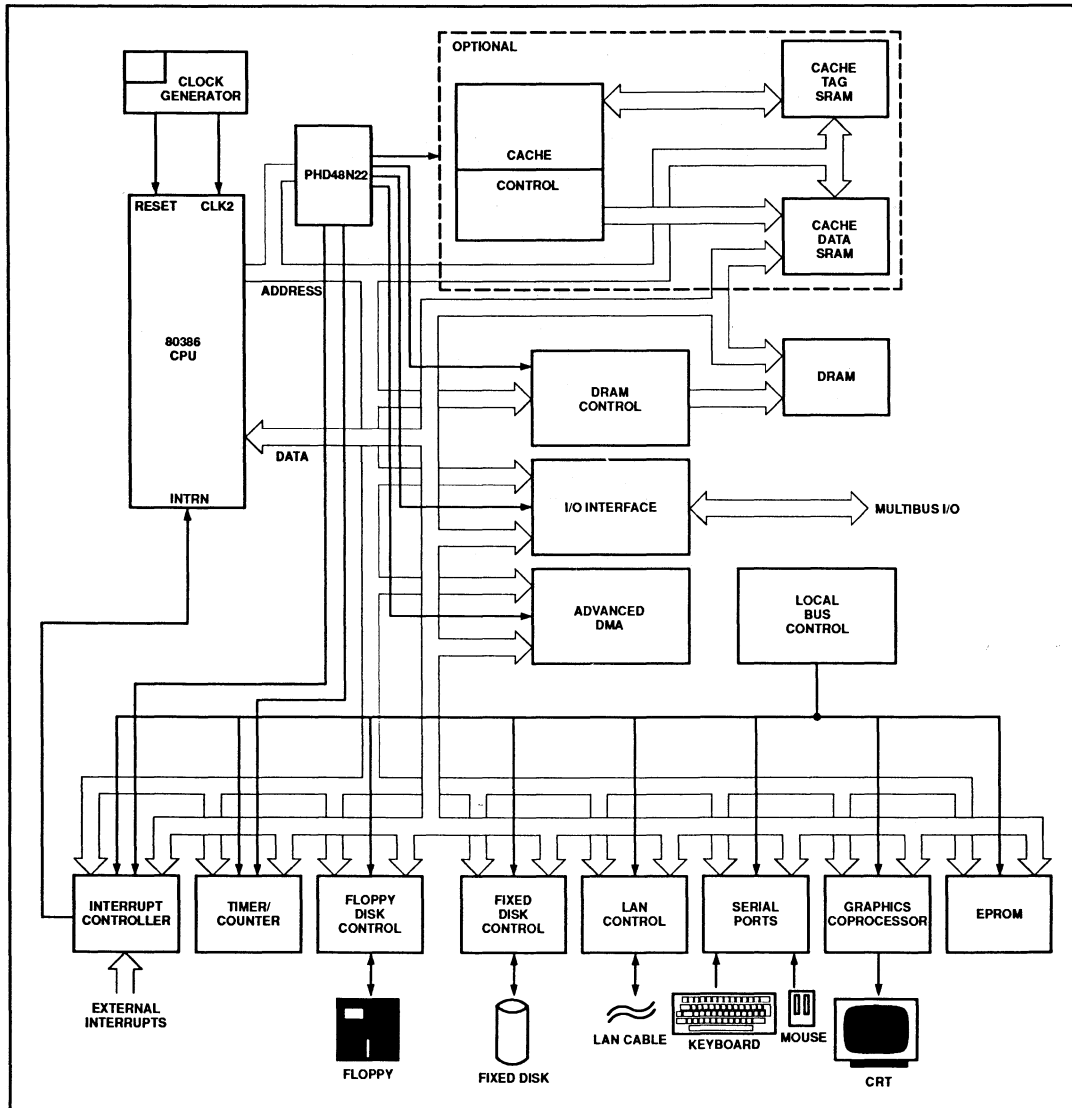 OPTIONAL
CLOCK
GENERATOR
CACHE
TAG
SRAM
PHD48N22
CACHE
CONTROL
RESET
CLK2
CACHE
DATA
SRAM
ADDRESS
80386
CPU
DRAM
CONTROL
DRAM
DATA
INTRN
I/O INTERFACE
MULTIBUS I/O
ADVANCED
DMA
LOCAL
BUS
CONTROL
INTERRUPT
CONTROLLER
TIMER/
COUNTER
FLOPPY
DISK
CONTROL
FIXED
DISK
CONTROL
LAN
CONTROL
SERIAL
PORTS
GRAPHICS
COPROCESSOR
EPROM
EXTERNAL
INTERRUPTS
FLOPPY
FIXED DISK
LAN CABLE
KEYBOARD
MOUSE
CRT